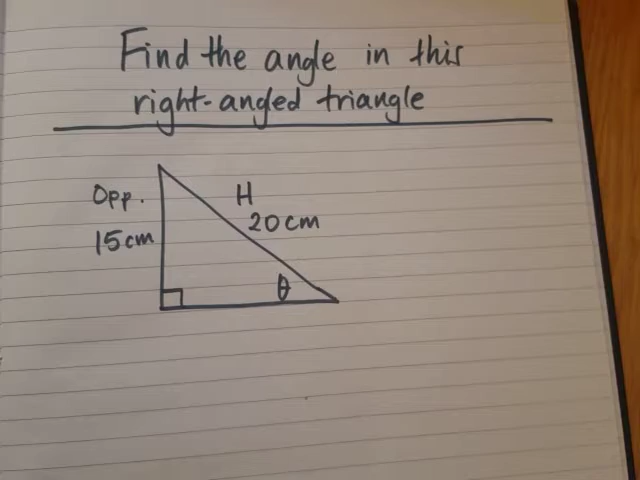 Find the angle in this
right-angled triangle
Opp.
15cm
H
20cm
θ